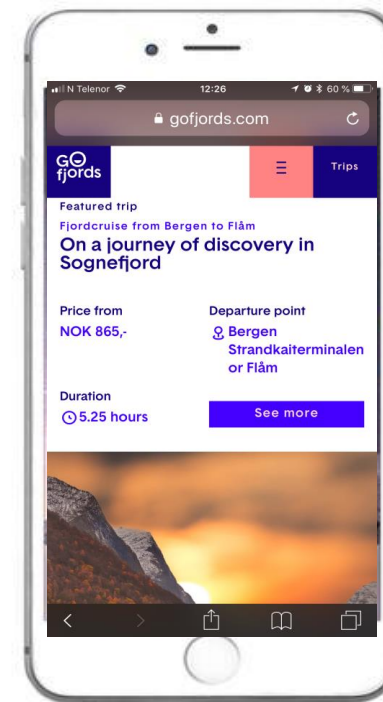 N Telenor 12:26 60 %
gofjords.com
GO
fjords
Trips
Featured trip
Fjordcruise from Bergen to Flåm
On a journey of discovery in
Sognefjord
Price from
Departure point
NOK 865,-
Bergen
Strandkaiterminalen
or Flåm
Duration
5.25 hours
See more